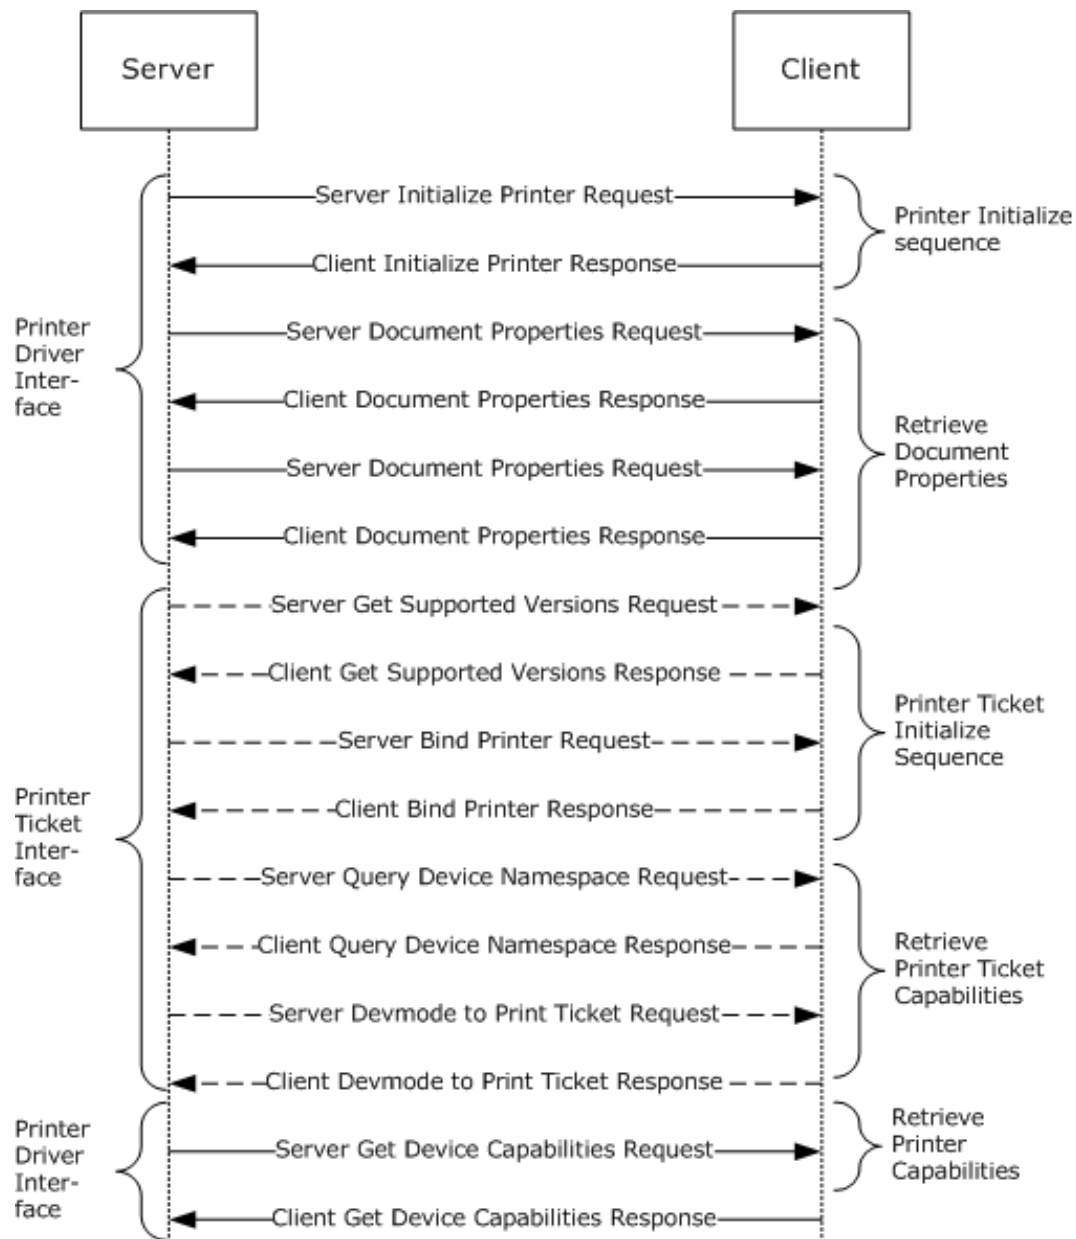 Server
Client
Server Initialize Printer Request
Printer Initialize
sequence
Client Initialize Printer Response
Printer
Driver
Inter-
face
Server Document Properties Request
Client Document Properties Response
Retrieve
Document
Properties
Server Document Properties Request
Client Document Properties Response
Server Get Supported Versions Request
Client Get Supported Versions Response
Printer Ticket
Initialize
Sequence
Server Bind Printer Request
Printer
Ticket
Inter-
face
Client Bind Printer Response
Server Query Device Namespace Request
Client Query Device Namespace Response
Retrieve
Printer Ticket
Capabilities
Server Devmode to Print Ticket Request
Client Devmode to Print Ticket Response
Printer
Driver
Inter-
face
Server Get Device Capabilities Request
Retrieve
Printer
Capabilities
Client Get Device Capabilities Response